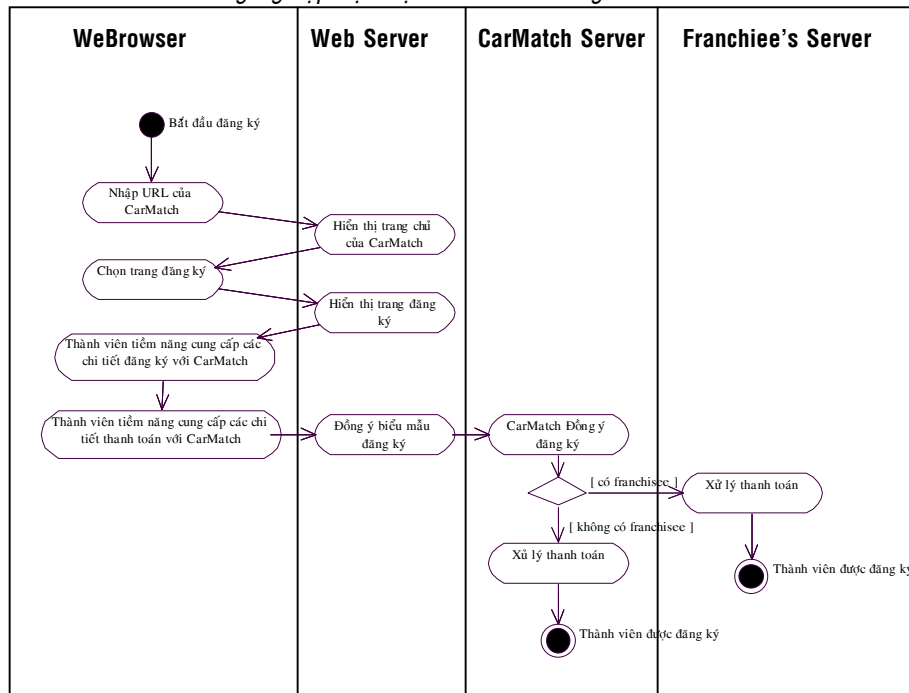 WeBrowser
Web Server
CarMatch Server
Franchiee's Server
Bắt đầu đăng ký
Nhập URL của
CarMatch
Hiển thị trang chủ
của CarMatch
Chọn trang đăng ký
Hiển thị trang đăng
ký
Thành viên tiềm năng cung cấp các
chi tiết đăng ký với CarMatch
Thành viên tiềm năng cung cấp các chi
tiết thanh toán với CarMatch
Đồng ý biểu mẫu
đăng ký
CarMatch Đồng ý
đăng ký
[ có franchisee ]
Xử lý thanh toán
[ không có franchisee ]
Xủ lý thanh toán
Thành viên được đăng ký
Thành viên được đăng ký